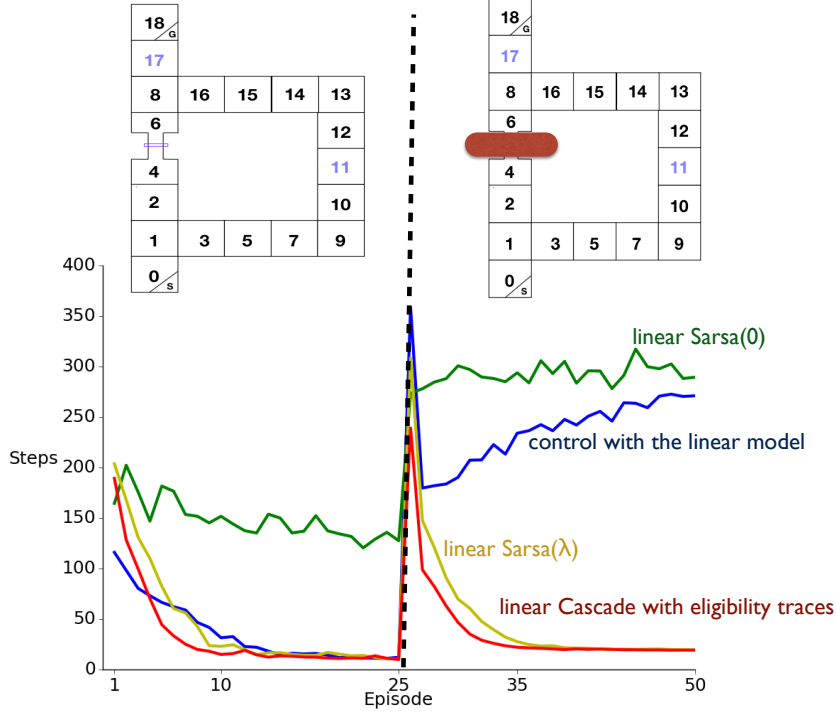 18 G
17
8 16 15 14 13
6
12
4
11
2
10
1 3 5 7 9
0 S
18 G
17
8 16 15 14 13
6
12
4
11
2
10
1 3 5 7 9
0 S
400
350
300
250
200
150
100
50
0
Steps
linear Sarsa(0)
control with the linear model
linear Sarsa(λ)
linear Cascade with eligibility traces
1 10 25 35 50
Episode